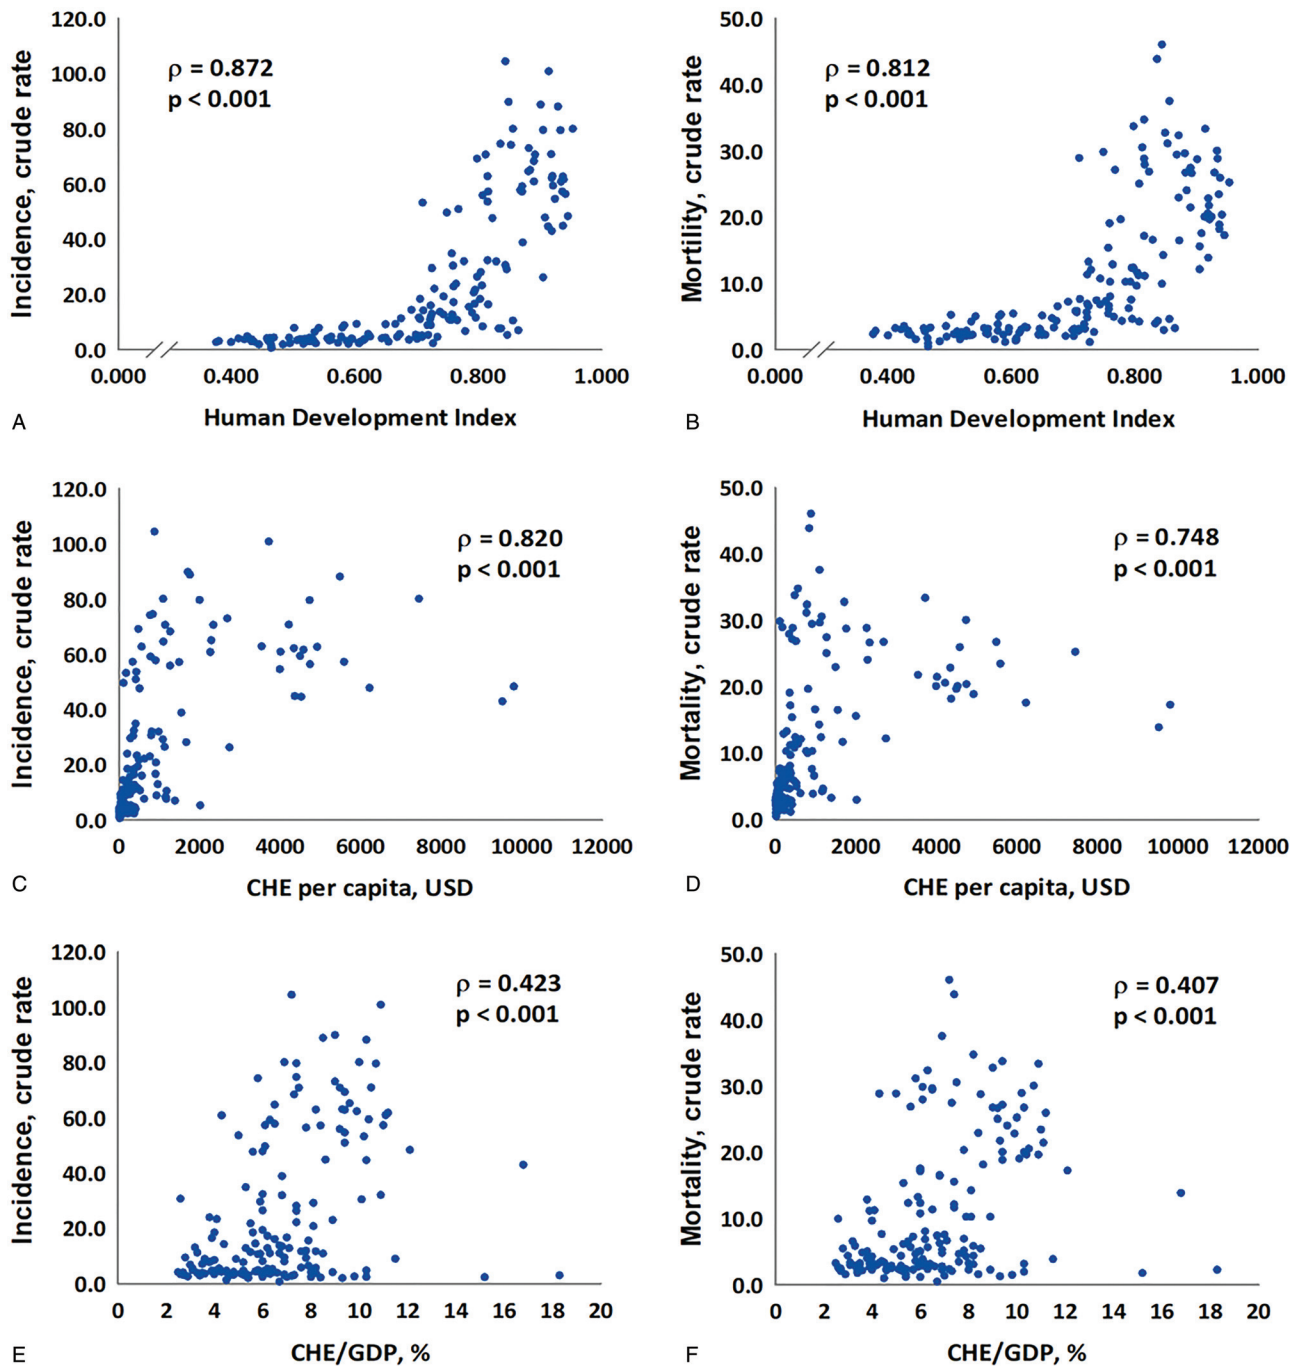 120.0
100.0
80.0
60.0
40.0
20.0
0.0
Incidence, crude rate
ρ = 0.872
p < 0.001
0.000 0.400 0.600 0.800 1.000
Human Development Index
A
50.0
40.0
30.0
20.0
10.0
0.0
Mortility, crude rate
ρ = 0.812
p < 0.001
0.000 0.400 0.600 0.800 1.000
Human Development Index
B
120.0
100.0
80.0
60.0
40.0
20.0
0.0
Incidence, crude rate
ρ = 0.820
p < 0.001
0 2000 4000 6000 8000 10000 12000
CHE per capita, USD
C
50.0
40.0
30.0
20.0
10.0
0.0
Mortality, crude rate
ρ = 0.748
p < 0.001
0 2000 4000 6000 8000 10000 12000
CHE per capita, USD
D
120.0
100.0
80.0
60.0
40.0
20.0
0.0
Incidence, crude rate
ρ = 0.423
p < 0.001
0 2 4 6 8 10 12 14 16 18 20
CHE/GDP, %
E
50.0
40.0
30.0
20.0
10.0
0.0
Mortality, crude rate
ρ = 0.407
p < 0.001
0 2 4 6 8 10 12 14 16 18 20
CHE/GDP, %
F